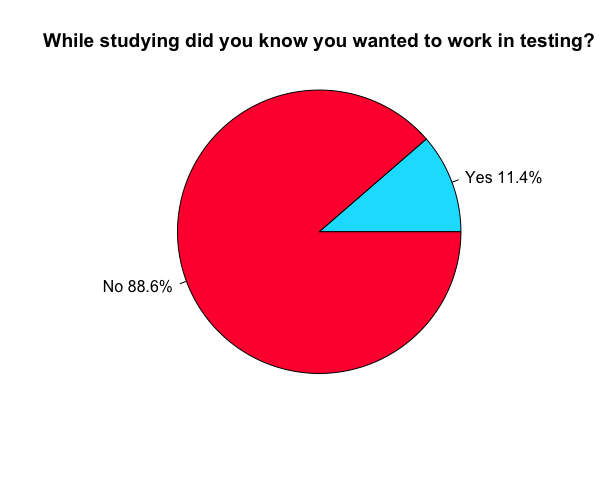 While studying did you know you wanted to work in testing?
Yes 11.4%
No 88.6%